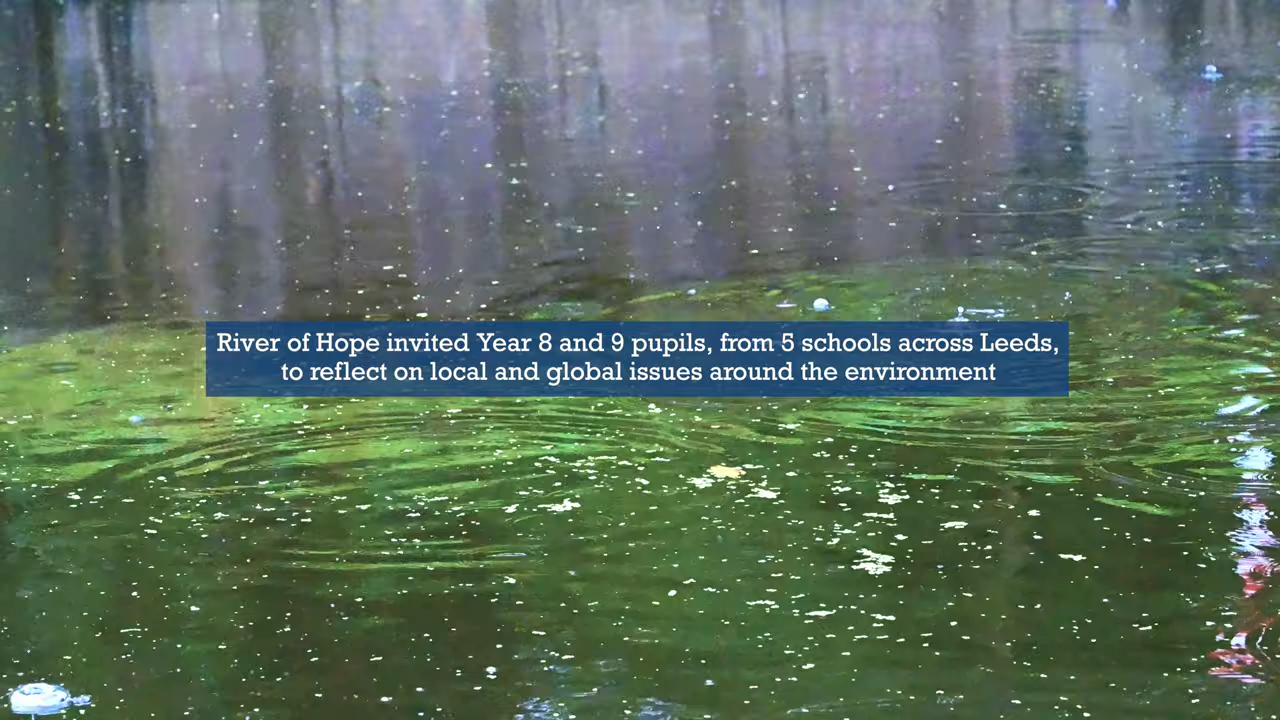 River of Hope invited Year 8 and 9 pupils, from 5 schools across Leeds,
to reflect on local and global issues around the environment